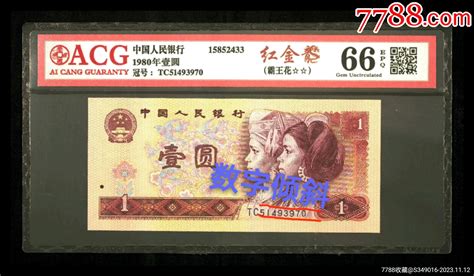 7788.com
ACG
AI CANG GUARANTY
中国人民银行
1980年壹圆
冠号：TC51493970
15852433
红金龙
(霸王花☆☆)
66
EPQ
Gem Uncirculated
中国人民银行
1
壹圆
数字倾斜
TC51493970
1
1
7788收藏@S349016-2023.11.12